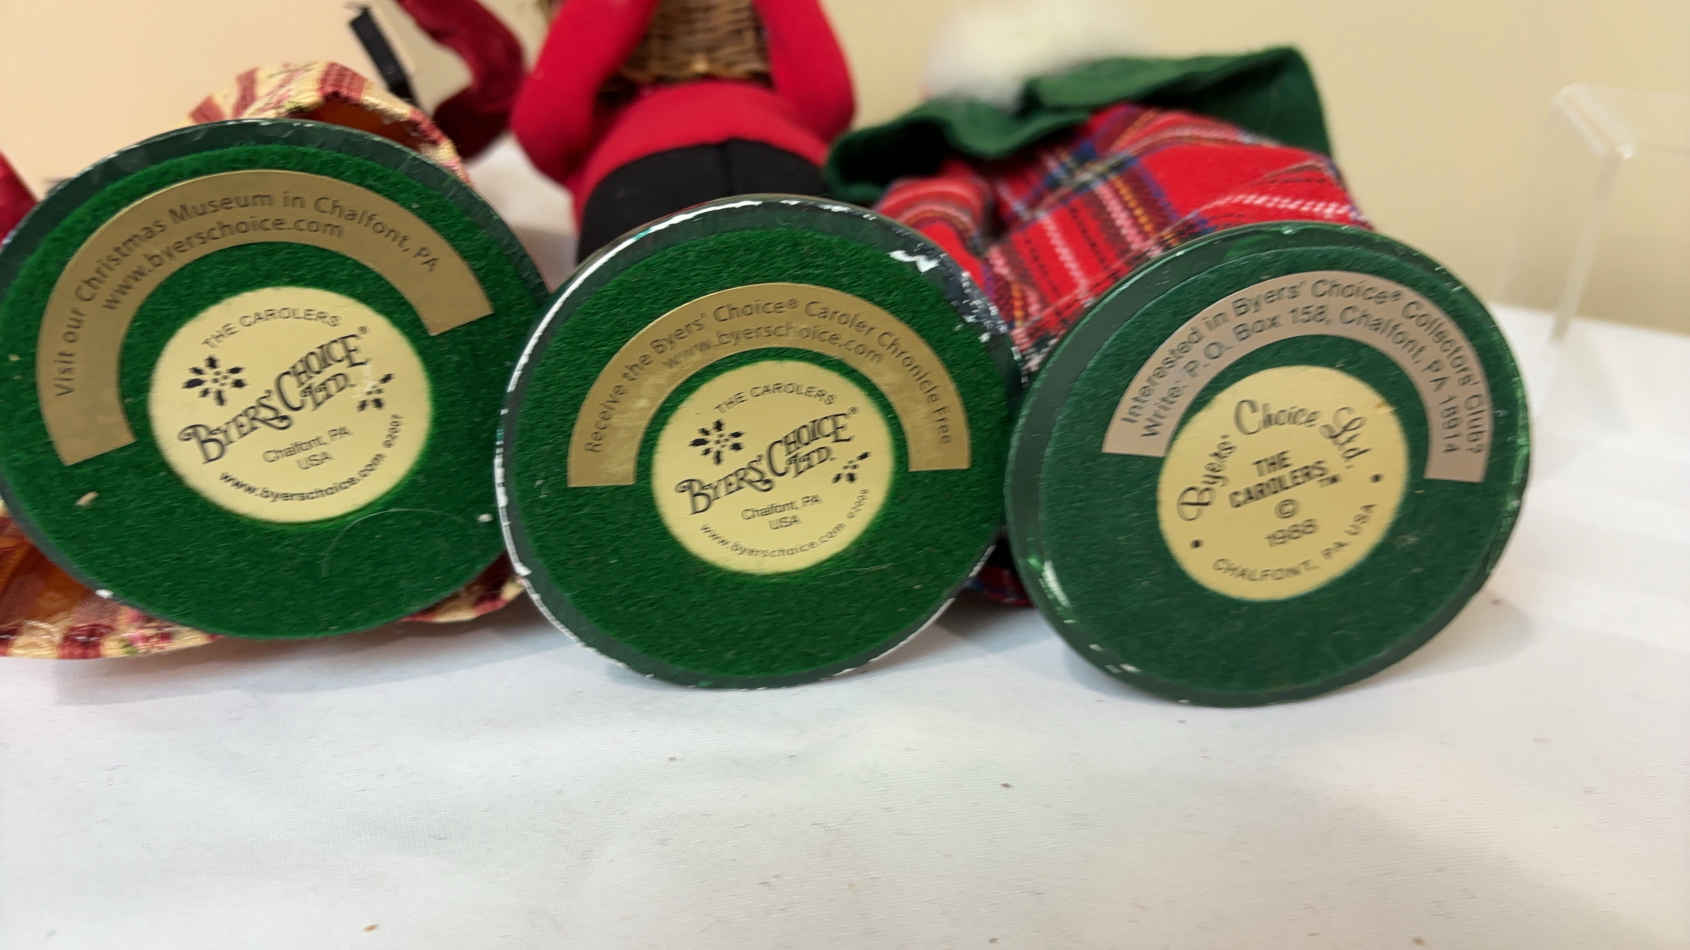 Visit our Christmas Museum in Chalfont, PA
www.byerschoice.com
THE CAROLERS
BYERS' CHOICE®
LTD.
Chalfont, PA
USA
www.byerschoice.com ©2007
Receive the Byers' Choice® Caroler Chronicle Free
www.byerschoice.com
THE CAROLERS
BYERS' CHOICE®
LTD.
Chalfont, PA
USA
www.byerschoice.com
Interested in Byers' Choice® Collectors' Club?
Write: P.O. Box 158, Chalfont, PA 18914
Byers' Choice Ltd.
THE
CAROLERS™
©
1988
CHALFONT, PA USA